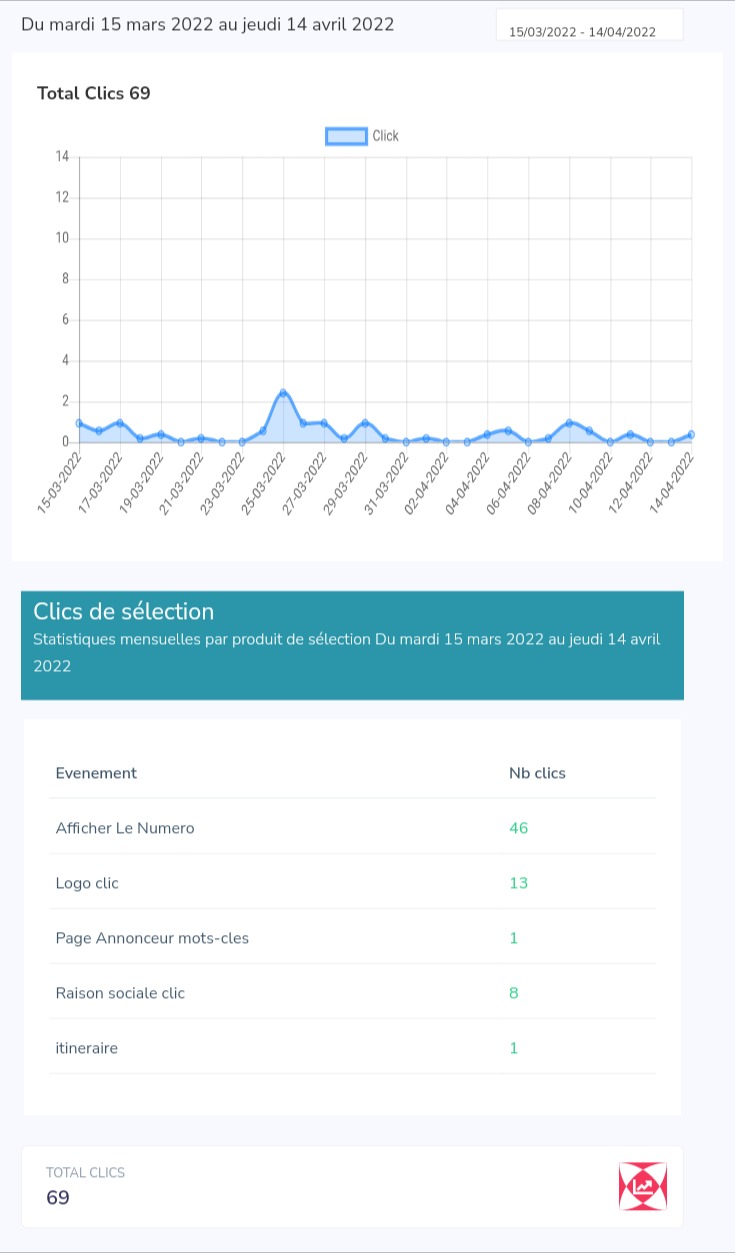 Du mardi 15 mars 2022 au jeudi 14 avril 2022
15/03/2022 - 14/04/2022
Total Clics 69
Click
14
12
10
8
6
4
2
0
15-03-2022
17-03-2022
19-03-2022
21-03-2022
23-03-2022
25-03-2022
27-03-2022
29-03-2022
31-03-2022
02-04-2022
04-04-2022
06-04-2022
08-04-2022
10-04-2022
12-04-2022
14-04-2022
Clics de sélection
Statistiques mensuelles par produit de sélection Du mardi 15 mars 2022 au jeudi 14 avril
2022
Evenement Nb clics
Afficher Le Numero 46
Logo clic 13
Page Annonceur mots-cles 1
Raison sociale clic 8
itineraire 1
TOTAL CLICS
69